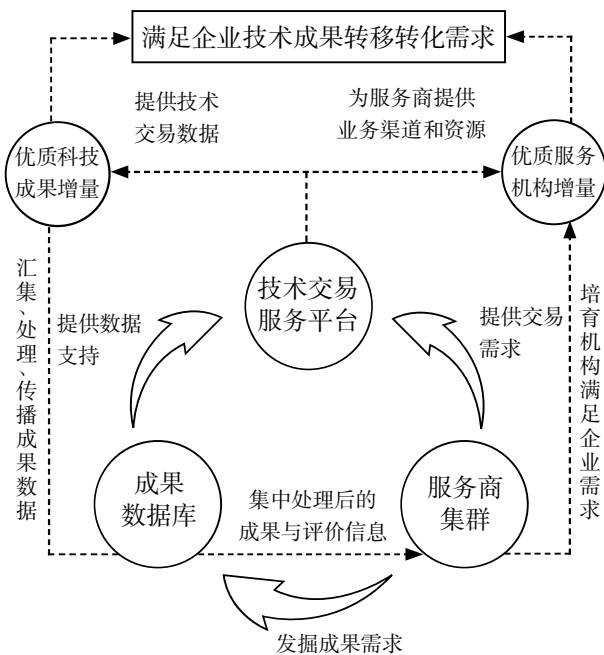 满足企业技术成果转移转化需求
提供技术
交易数据
为服务商提供
业务渠道和资源
优质科技
成果增量
优质服务
机构增量
技术交易
服务平台
汇集、处理、传播成果数据
提供数据
支持
提供交易
需求
培育机构满足企业需求
成果
数据库
集中处理后的
成果与评价信息
服务商
集群
发掘成果需求